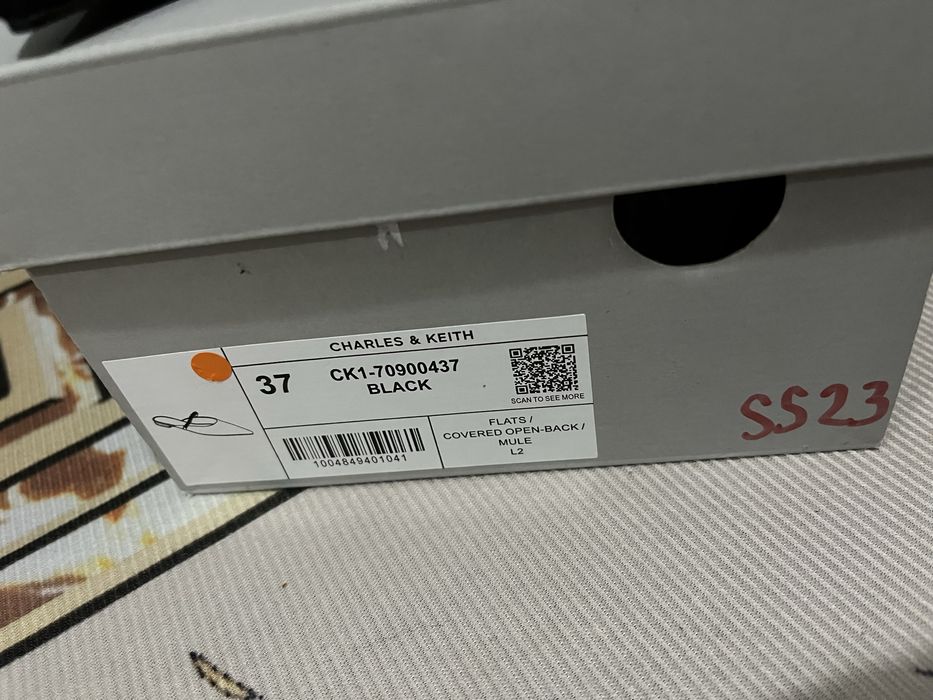 CHARLES & KEITH
37
CK1-70900437
BLACK
SCAN TO SEE MORE
1004849401041
FLATS /
COVERED OPEN-BACK /
MULE
L2
SS23